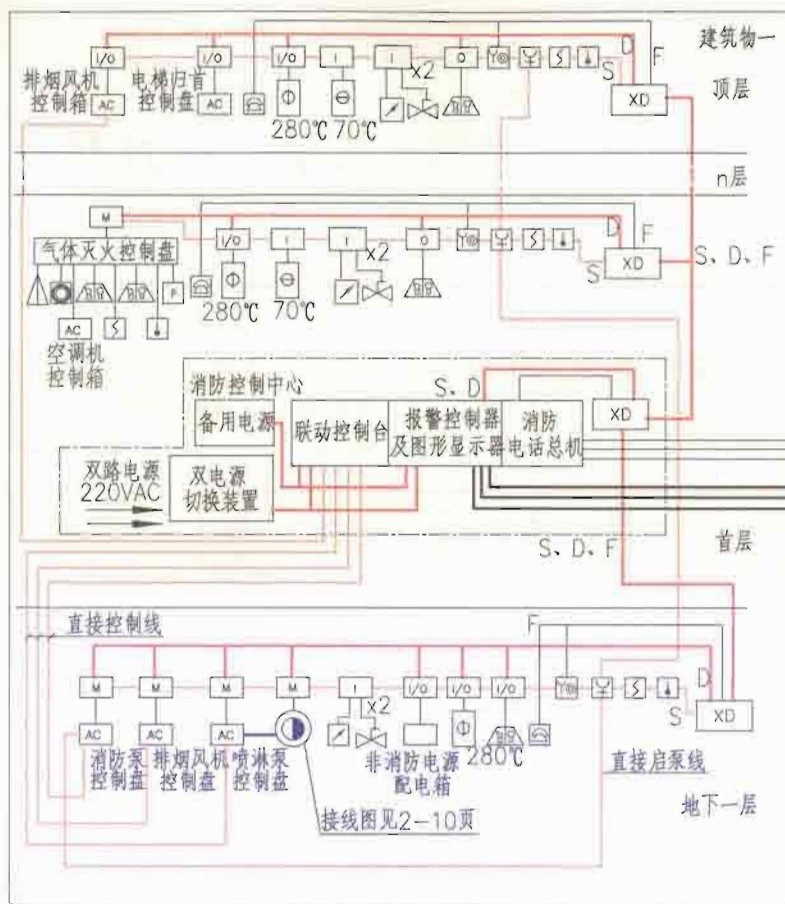 建筑物一
I/O I/O I/O I I O D F
x2 S
排烟风机
控制箱
电梯归首
控制盘
顶层
AC AC XD
280℃ 70℃
n层
M
气体灭火控制盘
I/O I I O D F
x2 S XD
S、D、F
P
280℃ 70℃
AC
空调机
控制箱
消防控制中心
S、D
备用电源
联动控制台
报警控制器
及图形显示器
消防
电话总机
XD
双路电源
220VAC
双电源
切换装置
S、D、F
首层
直接控制线
F
M M M M I I/O I/O I/O D
x2 S XD
AC AC AC
消防泵
控制盘
排烟风机
控制盘
喷淋泵
控制盘
非消防电源
配电箱
280℃
直接启泵线
接线图见2-10页
地下一层